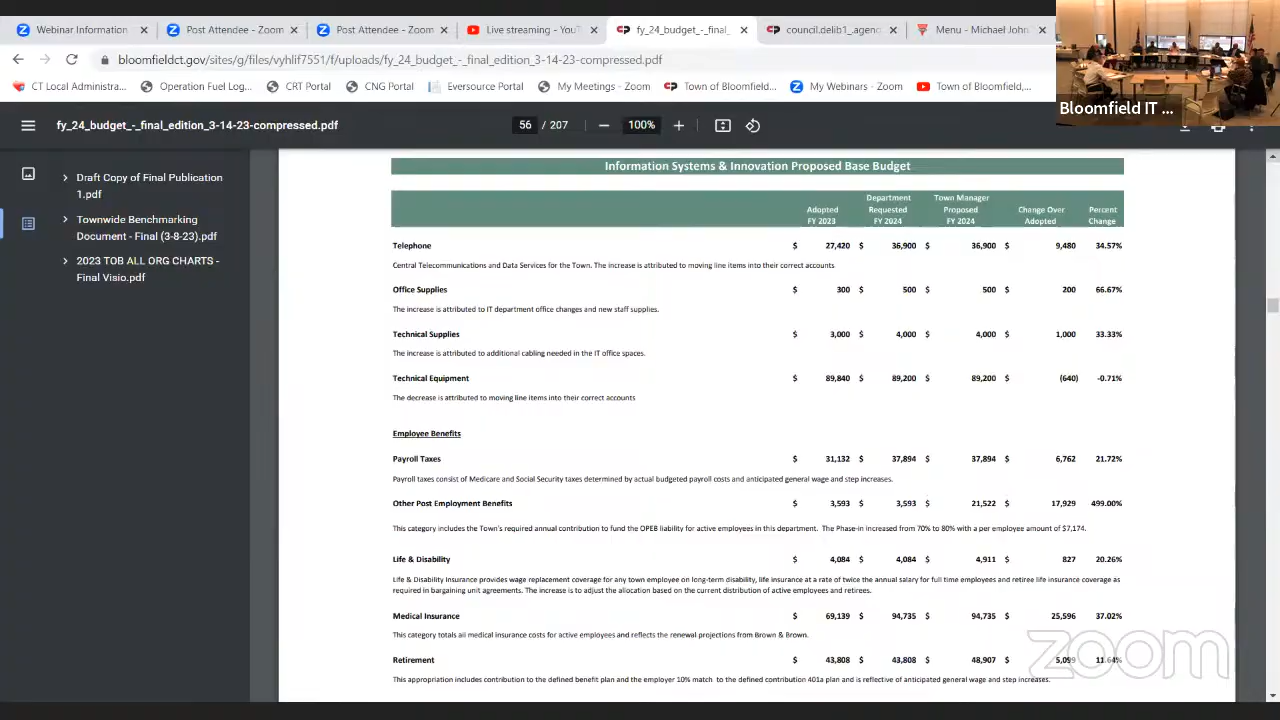 Webinar Information
Post Attendee - Zoom
Post Attendee - Zoom
Live streaming - YouT
fy_24_budget_-_final_
council.delib1_.agenc
Menu - Michael John
bloomfieldct.gov/sites/g/files/vyhlif7551/f/uploads/fy_24_budget_-_final_edition_3-14-23-compressed.pdf
CT Local Administra...
Operation Fuel Log...
CRT Portal
CNG Portal
Eversource Portal
My Meetings - Zoom
Town of Bloomfield...
My Webinars - Zoom
Town of Bloomfield,...
Bloomfield IT ...
fy_24_budget_-_final_edition_3-14-23-compressed.pdf
56 / 207
100%
TM Proposed to Publish
1.pdf
Townwide Benchmark
Document - Final (3-8-23).pdf
2023 TOB ALL ORG CHARTS-
Final Visio.pdf
Information Systems & Innovation Proposed Base Budget
Department Town Manager
Adopted Requested Proposed Change Over Percent
FY 2023 FY 2024 FY 2024 Adopted Change
Telephone $ 27,420 $ 36,900 $ 36,900 $ 9,480 34.57%
Central Telecommunications and Data Services for the Town. The increase is attributed to moving line items into their correct accounts
Office Supplies $ 300 $ 500 $ 500 $ 200 66.67%
The increase is attributed to IT department office changes and new staff supplies.
Technical Supplies $ 3,000 $ 4,000 $ 4,000 $ 1,000 33.33%
The increase is attributed to additional cabling needed in the IT office spaces.
Technical Equipment $ 89,840 $ 89,200 $ 89,200 $ (640) -0.71%
The decrease is attributed to moving line items into their correct accounts
Employee Benefits
Payroll Taxes $ 31,132 $ 37,894 $ 37,894 $ 6,762 21.72%
Payroll taxes consist of Medicare and Social Security taxes determined by actual budgeted payroll costs and anticipated general wage and step increases.
Other Post Employment Benefits $ 3,593 $ 3,593 $ 21,522 $ 17,929 499.00%
This category includes the Town's required annual contribution to fund the OPEB liability for active employees in this department. The Phase-in increased from 70% to 80% with a per employee amount of $7,174.
Life & Disability $ 4,084 $ 4,084 $ 4,911 $ 827 20.26%
Life & Disability Insurance provides wage replacement coverage for any town employee on long-term disability, life insurance at a rate of twice the annual salary for full time employees and retiree life insurance coverage as
required in bargaining unit agreements. The increase is to adjust the allocation based on the current distribution of active employees and retirees.
Medical Insurance $ 69,139 $ 94,735 $ 94,735 $ 25,596 37.02%
This category totals all medical insurance costs for active employees and reflects the renewal projections from Brown & Brown.
Retirement $ 43,808 $ 43,808 $ 48,907 $ 5,099 11.64%
This appropriation includes contribution to the defined benefit plan and the employer 10% match to the defined contribution 401a plan and is reflective of anticipated general wage and step increases.
zoom